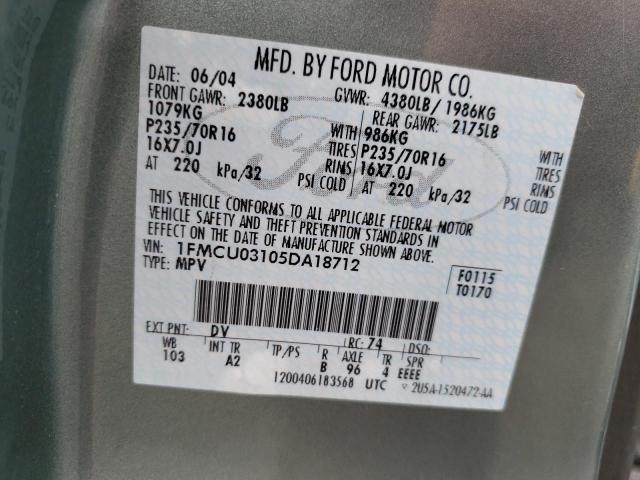 MFD. BY FORD MOTOR CO.
DATE: 06/04 GVWR: 4380LB/ 1986KG
FRONT GAWR: 2380LB REAR GAWR: 2175LB
1079KG WITH 986KG WITH
P235/70R16 TIRES P235/70R16 TIRES
16X7.0J RIMS 16X7.0J RIMS
AT 220 kPa/32 PSI COLD AT 220 kPa/32 PSI COLD
THIS VEHICLE CONFORMS TO ALL APPLICABLE FEDERAL MOTOR
VEHICLE SAFETY AND THEFT PREVENTION STANDARDS IN
EFFECT ON THE DATE OF MANUFACTURE SHOWN ABOVE.
VIN: 1FMCU03105DA18712
TYPE: MPV
F0115
T0170
EXT PNT: DV RC: 74 DSO:
WB INT TR TP/PS R AXLE TR SPR
103 A2 B 96 4 EEEE
1200406183568 UTC 2U5A-1520472-AA
Ford